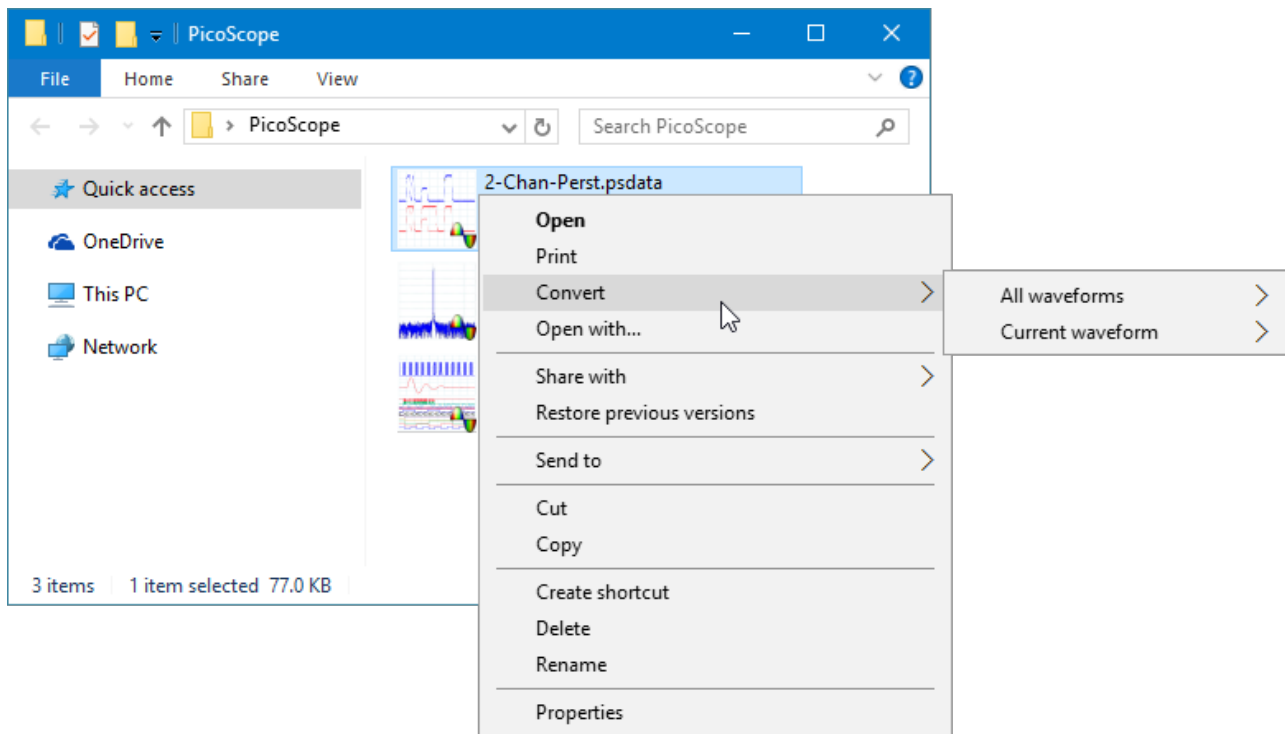 PicoScope
File Home Share View
PicoScope
Search PicoScope
Quick access
OneDrive
This PC
Network
2-Chan-Perst.psdata
Open
Print
Convert
Open with...
Share with
Restore previous versions
Send to
Cut
Copy
Create shortcut
Delete
Rename
Properties
All waveforms
Current waveform
3 items 1 item selected 77.0 KB